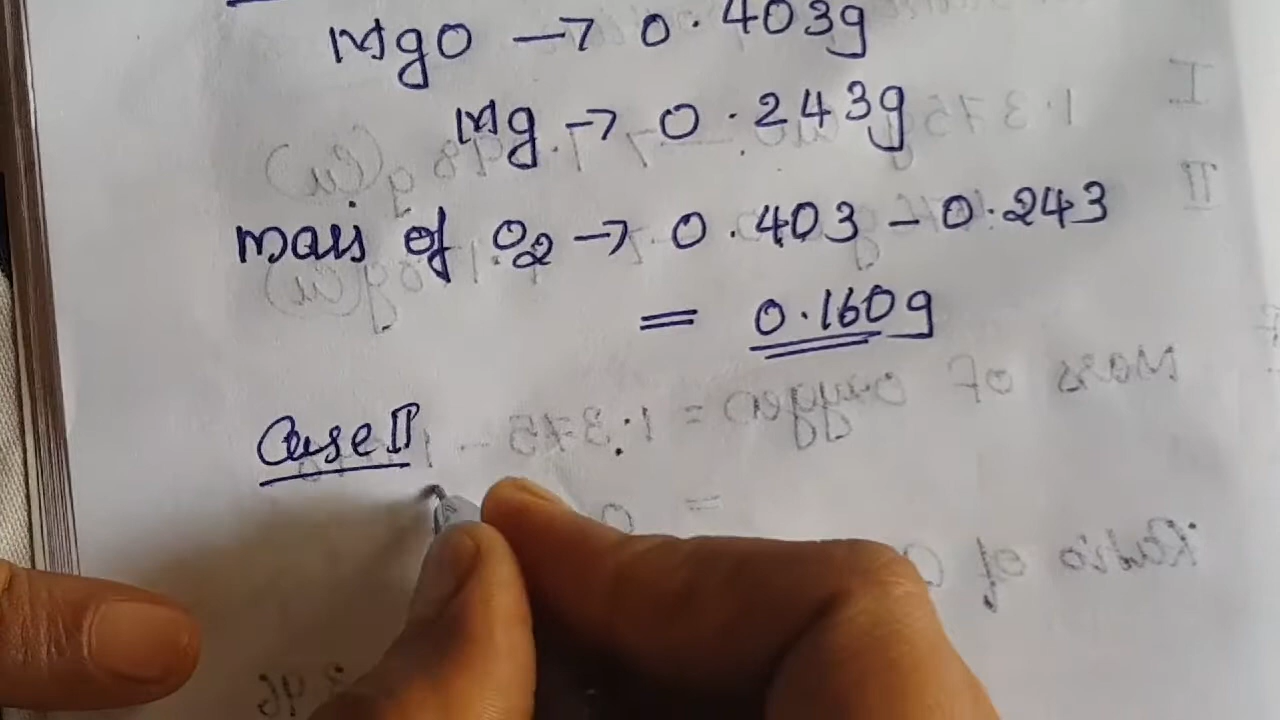 MgO → 0.403g
Mg → 0.243g
mass of O2 → 0.403 - 0.243
= 0.160g
Case II